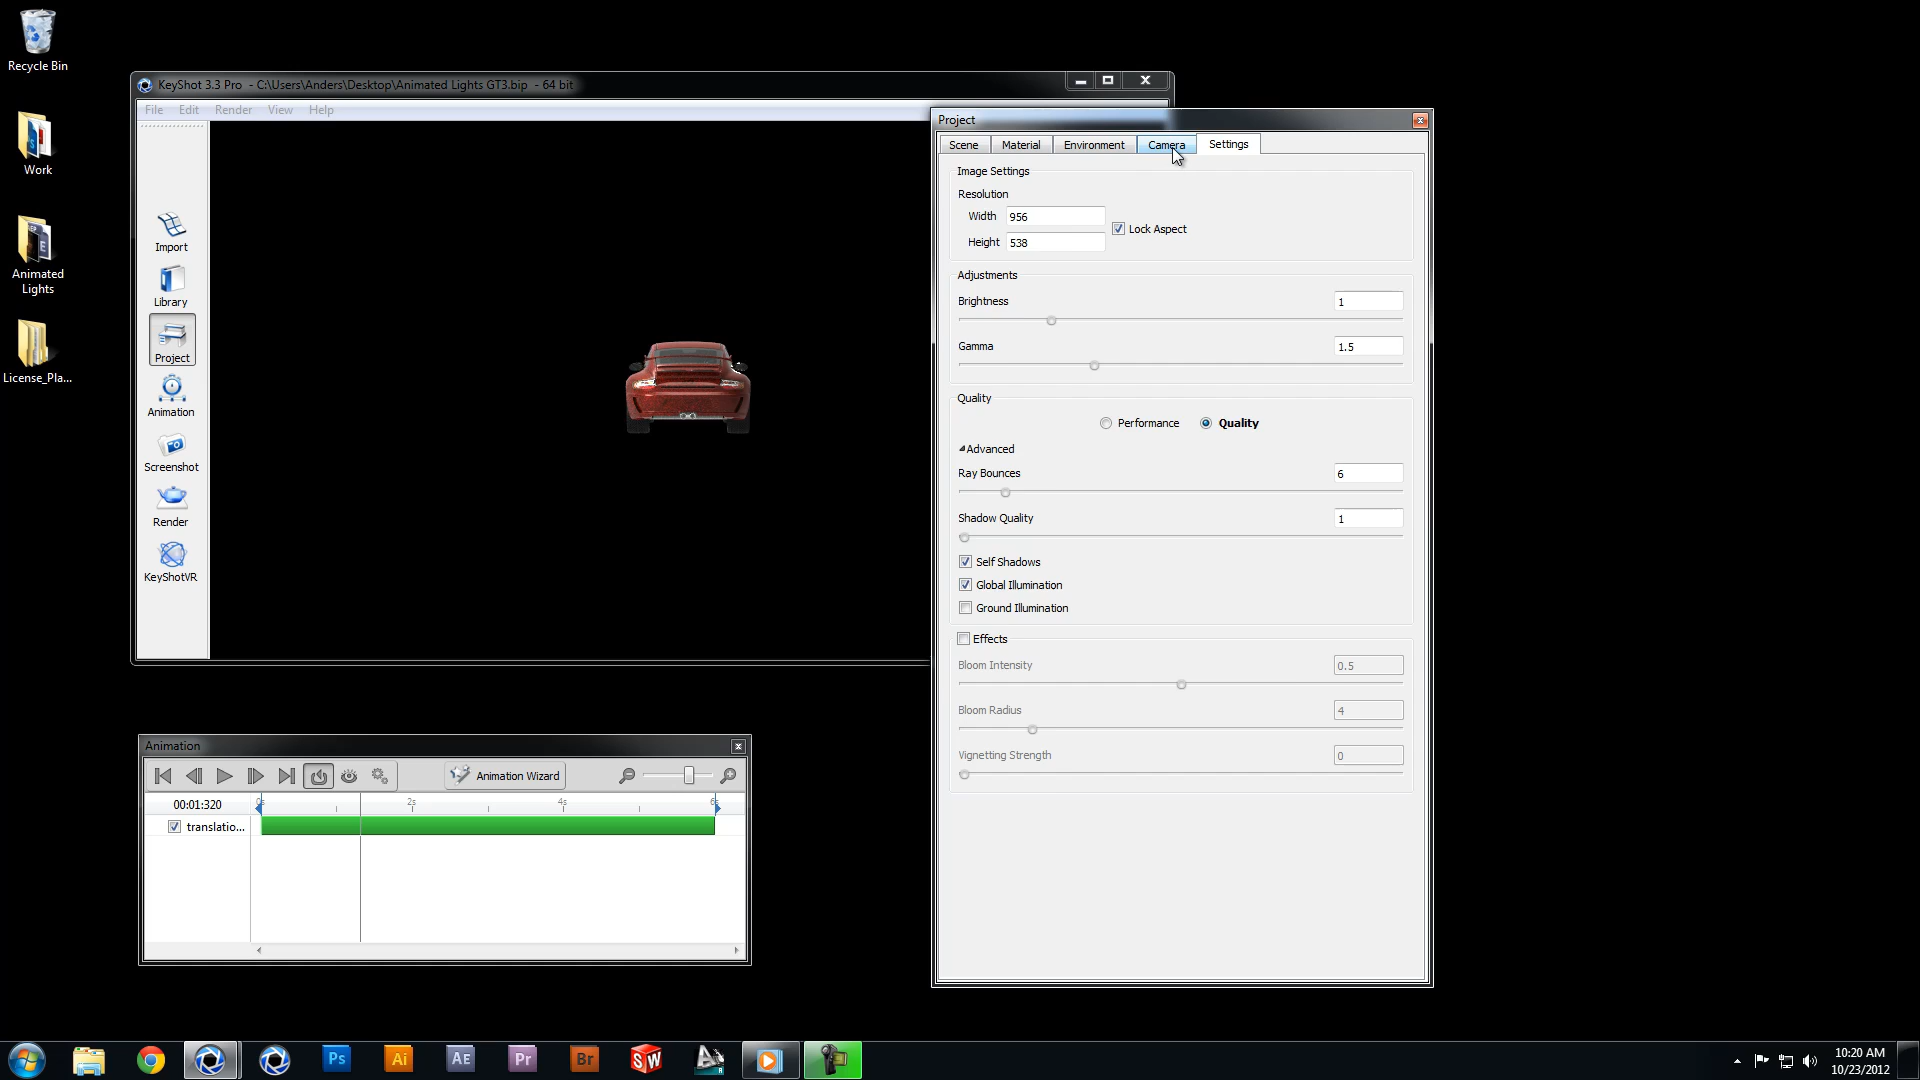 Recycle Bin
Work
Animated
Lights
License_Pla...
KeyShot 3.3 Pro - C:\Users\Anders\Desktop\Animated Lights GT3.bip - 64 bit
File Edit Render View Help
Import
Library
Project
Animation
Screenshot
Render
KeyShotVR
Project
Scene Material Environment Camera Settings
Image Settings
Resolution
Width 956
Height 538
Lock Aspect
Adjustments
Brightness 1
Gamma 1.5
Quality
Performance Quality
Advanced
Ray Bounces 6
Shadow Quality 1
Self Shadows
Global Illumination
Ground Illumination
Effects
Bloom Intensity 0.5
Bloom Radius 4
Vignetting Strength 0
Animation
Animation Wizard
00:01:320 0s 2s 4s 6s
translatio...
Ps Ai AE Pr Br SW
10:20 AM
10/23/2012